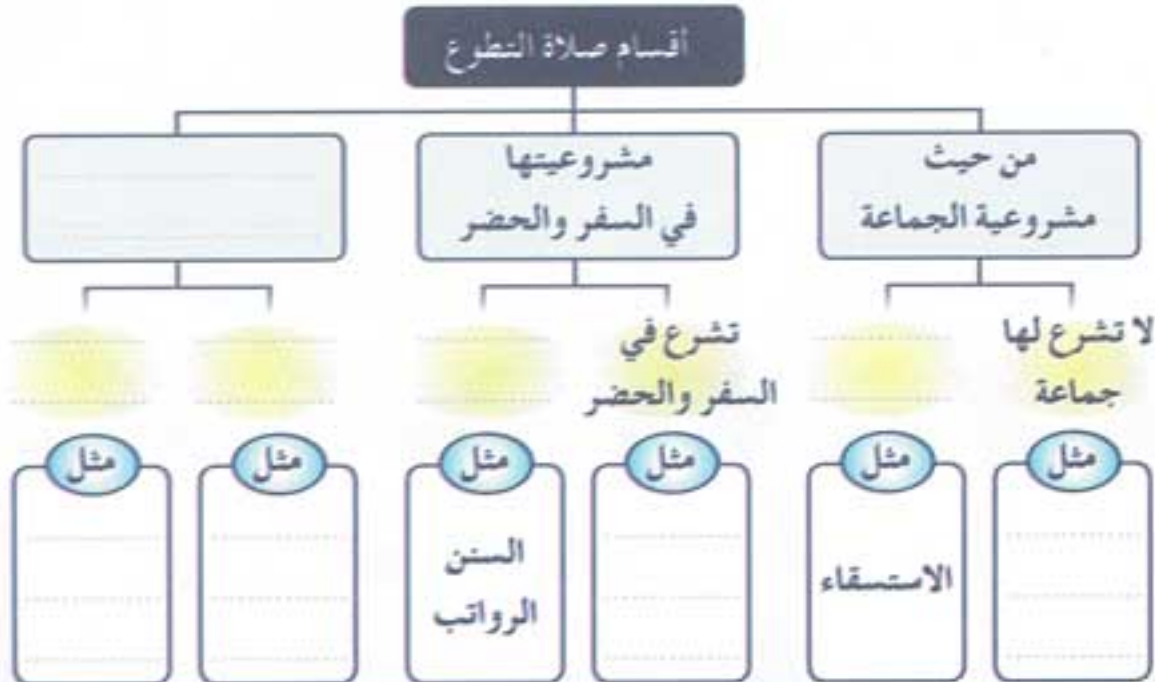 أقسام صلاة التطوع
من حيث
مشروعية الجماعة
مشروعيتها
في السفر والحضر
لا تشرع لها
جماعة
تشرع في
السفر والحضر
مثل
مثل
مثل
مثل
مثل
مثل
الاستسقاء
السنن
الرواتب